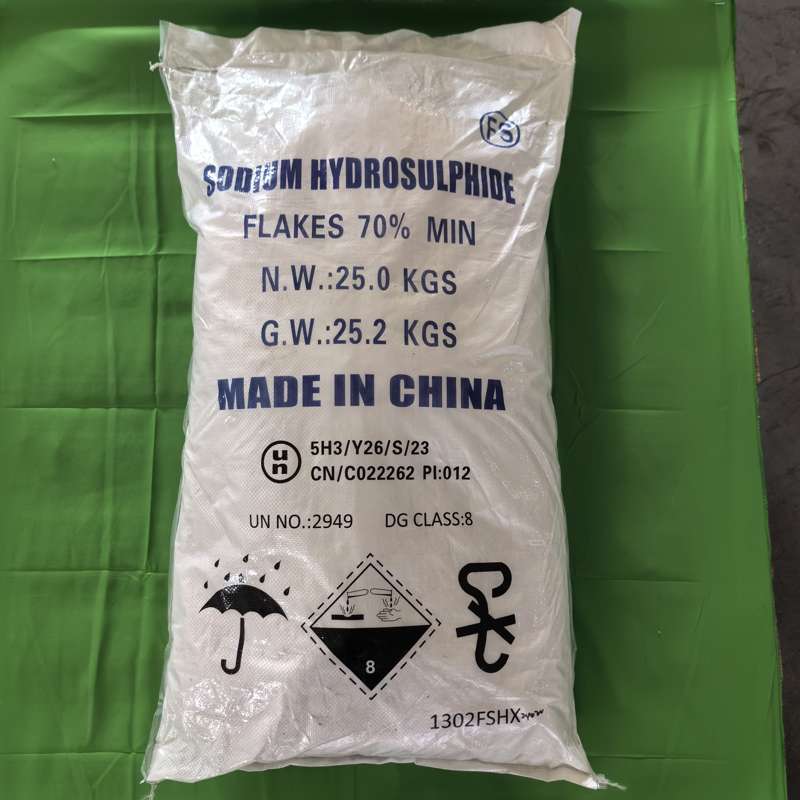 FS
SODIUM HYDROSULPHIDE
FLAKES 70% MIN
N.W.:25.0 KGS
G.W.:25.2 KGS
MADE IN CHINA
un
5H3/Y26/S/23
CN/C022262 PI:012
UN NO.:2949 DG CLASS:8
8
1302FSHX